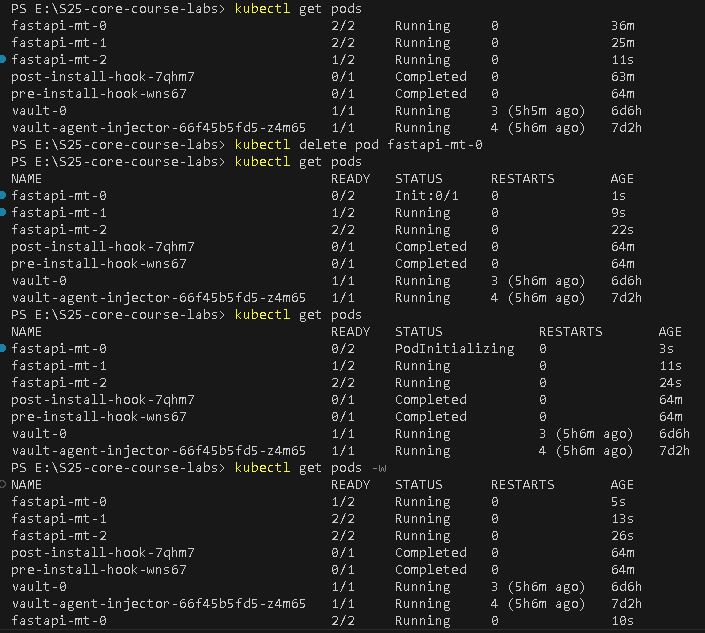 PS E:\S25-core-course-labs> kubectl get pods
fastapi-mt-0 2/2 Running 0 36m
fastapi-mt-1 2/2 Running 0 25m
fastapi-mt-2 1/2 Running 0 11s
post-install-hook-7qhm7 0/1 Completed 0 63m
pre-install-hook-wns67 0/1 Completed 0 64m
vault-0 1/1 Running 3 (5h5m ago) 6d6h
vault-agent-injector-66f45b5fd5-z4m65 1/1 Running 4 (5h6m ago) 7d2h
PS E:\S25-core-course-labs> kubectl delete pod fastapi-mt-0
PS E:\S25-core-course-labs> kubectl get pods
NAME READY STATUS RESTARTS AGE
fastapi-mt-0 0/2 Init:0/1 0 1s
fastapi-mt-1 1/2 Running 0 9s
fastapi-mt-2 2/2 Running 0 22s
post-install-hook-7qhm7 0/1 Completed 0 64m
pre-install-hook-wns67 0/1 Completed 0 64m
vault-0 1/1 Running 3 (5h6m ago) 6d6h
vault-agent-injector-66f45b5fd5-z4m65 1/1 Running 4 (5h6m ago) 7d2h
PS E:\S25-core-course-labs> kubectl get pods
NAME READY STATUS RESTARTS AGE
fastapi-mt-0 0/2 PodInitializing 0 3s
fastapi-mt-1 1/2 Running 0 11s
fastapi-mt-2 2/2 Running 0 24s
post-install-hook-7qhm7 0/1 Completed 0 64m
pre-install-hook-wns67 0/1 Completed 0 64m
vault-0 1/1 Running 3 (5h6m ago) 6d6h
vault-agent-injector-66f45b5fd5-z4m65 1/1 Running 4 (5h6m ago) 7d2h
PS E:\S25-core-course-labs> kubectl get pods -w
NAME READY STATUS RESTARTS AGE
fastapi-mt-0 1/2 Running 0 5s
fastapi-mt-1 2/2 Running 0 13s
fastapi-mt-2 2/2 Running 0 26s
post-install-hook-7qhm7 0/1 Completed 0 64m
pre-install-hook-wns67 0/1 Completed 0 64m
vault-0 1/1 Running 3 (5h6m ago) 6d6h
vault-agent-injector-66f45b5fd5-z4m65 1/1 Running 4 (5h6m ago) 7d2h
fastapi-mt-0 2/2 Running 0 10s